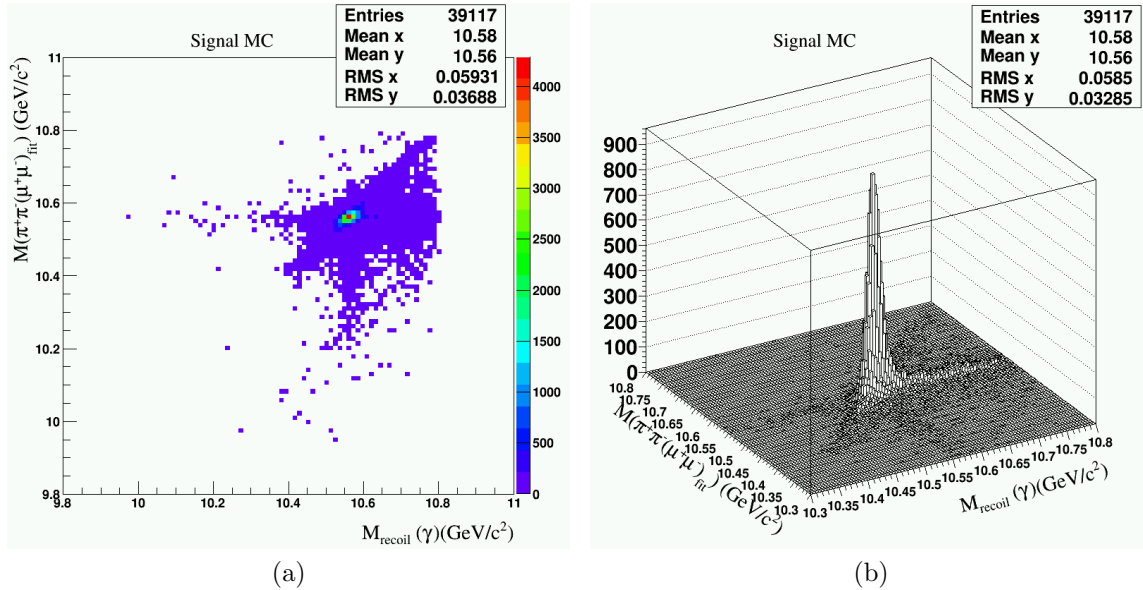 Signal MC
Entries 39117
Mean x 10.58
Mean y 10.56
RMS x 0.05931
RMS y 0.03688
M(π⁺π⁻(μ⁺μ⁻)fit) (GeV/c²)
11
10.8
10.6
10.4
10.2
10
9.8
9.8 10 10.2 10.4 10.6 10.8 11
Mrecoil (γ)(GeV/c²)
4000
3500
3000
2500
2000
1500
1000
500
0
(a)
Signal MC
Entries 39117
Mean x 10.58
Mean y 10.56
RMS x 0.0585
RMS y 0.03285
900
800
700
600
500
400
300
200
100
0
10.8
10.75
10.7
10.65
10.6
10.55
10.5
10.45
10.4
10.35
10.3
M(π⁺π⁻(μ⁺μ⁻)fit) (GeV/c²)
10.3 10.35 10.4 10.45 10.5 10.55 10.6 10.65 10.7 10.75 10.8
Mrecoil (γ)(GeV/c²)
(b)